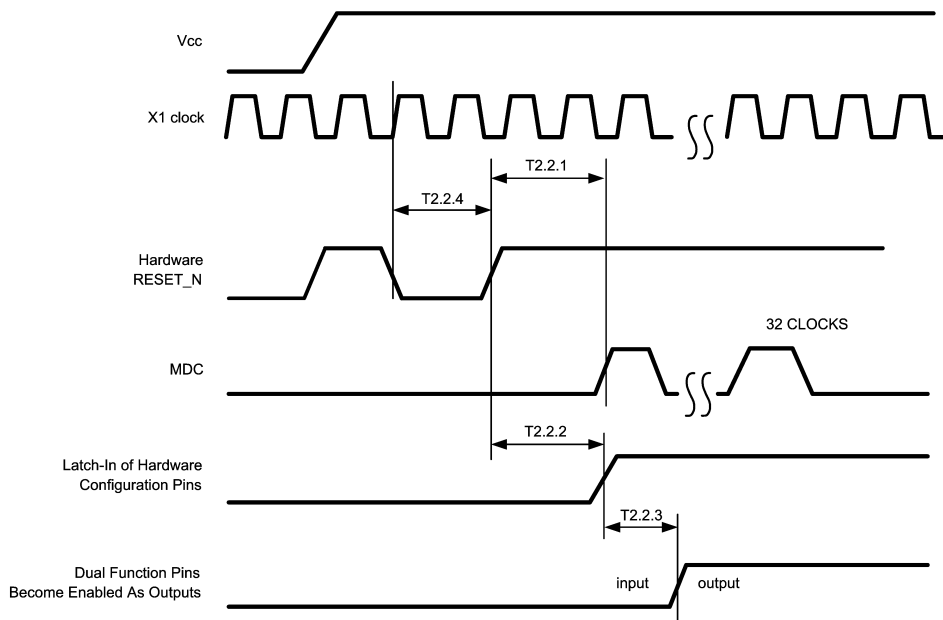 Vcc
X1 clock
T2.2.1
T2.2.4
Hardware
RESET_N
32 CLOCKS
MDC
T2.2.2
Latch-In of Hardware
Configuration Pins
T2.2.3
Dual Function Pins
Become Enabled As Outputs
input
output